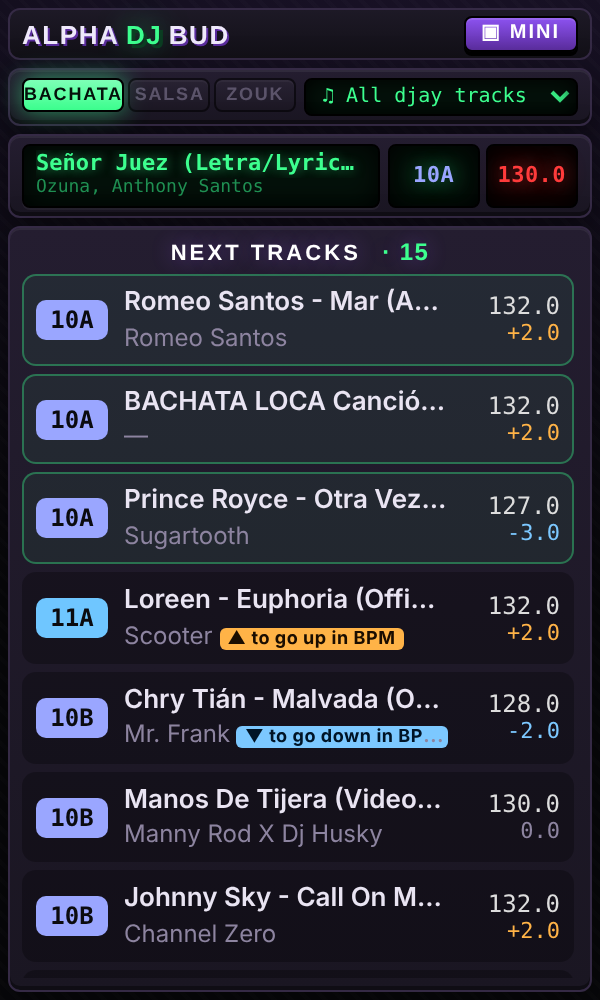 ALPHA DJ BUD
▣ MINI
BACHATA
SALSA
ZOUK
♫ All djay tracks
Señor Juez (Letra/Lyric…
Ozuna, Anthony Santos
10A
130.0
NEXT TRACKS · 15
10A
Romeo Santos - Mar (A…
Romeo Santos
132.0
+2.0
10A
BACHATA LOCA Canció…
—
132.0
+2.0
10A
Prince Royce - Otra Vez…
Sugartooth
127.0
-3.0
11A
Loreen - Euphoria (Offi…
Scooter ▲ to go up in BPM
132.0
+2.0
10B
Chry Tián - Malvada (O…
Mr. Frank ▼ to go down in BP…
128.0
-2.0
10B
Manos De Tijera (Video…
Manny Rod X Dj Husky
130.0
0.0
10B
Johnny Sky - Call On M…
Channel Zero
132.0
+2.0